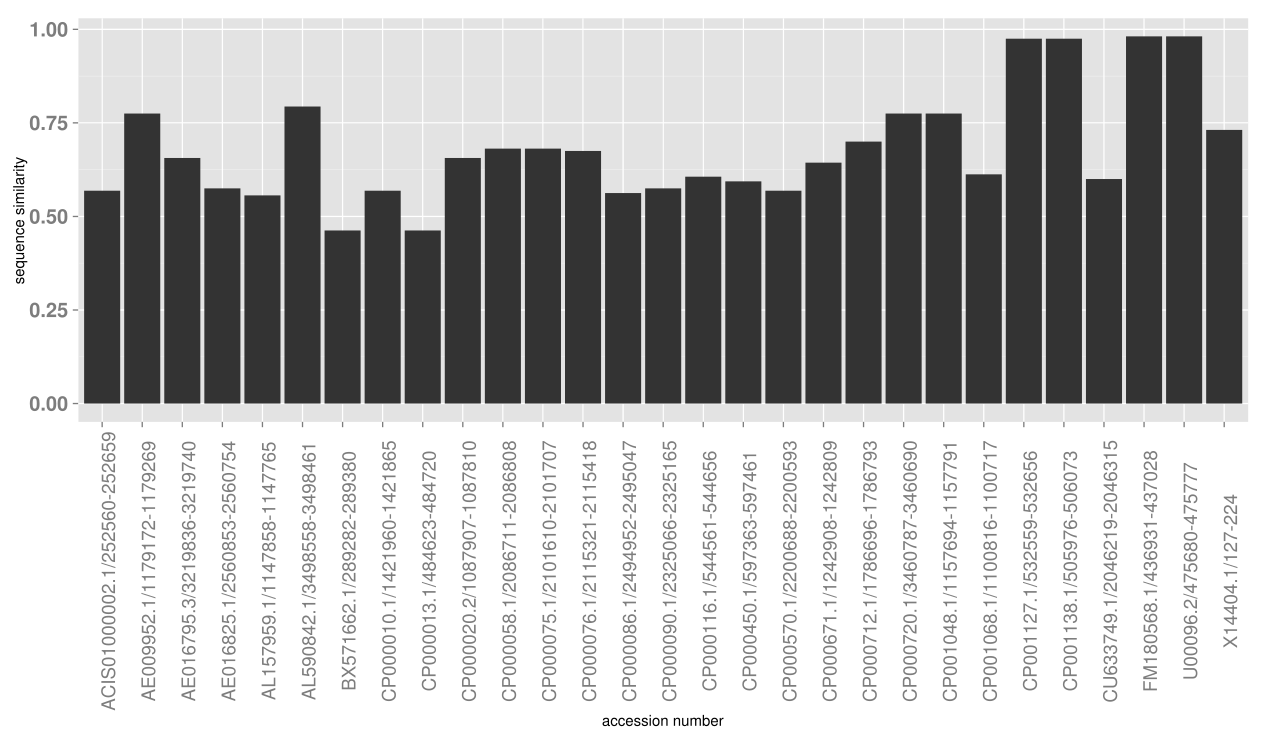 1.00
0.75
0.50
0.25
0.00
sequence similarity
ACIS01000002.1/252560-252659
AE009952.1/1179172-1179269
AE016795.3/3219836-3219740
AE016825.1/2560853-2560754
AL157959.1/1147858-1147765
AL590842.1/3498558-3498461
BX571662.1/289282-289380
CP000010.1/1421960-1421865
CP000013.1/484623-484720
CP000020.2/1087907-1087810
CP000058.1/2086711-2086808
CP000075.1/2101610-2101707
CP000076.1/2115321-2115418
CP000086.1/2494952-2495047
CP000090.1/2325066-2325165
CP000116.1/544561-544656
CP000450.1/597363-597461
CP000570.1/2200688-2200593
CP000671.1/1242908-1242809
CP000712.1/1786696-1786793
CP000720.1/3460787-3460690
CP001048.1/1157694-1157791
CP001068.1/1100816-1100717
CP001127.1/532559-532656
CP001138.1/505976-506073
CU633749.1/2046219-2046315
FM180568.1/436931-437028
U00096.2/475680-475777
X14404.1/127-224
accession number